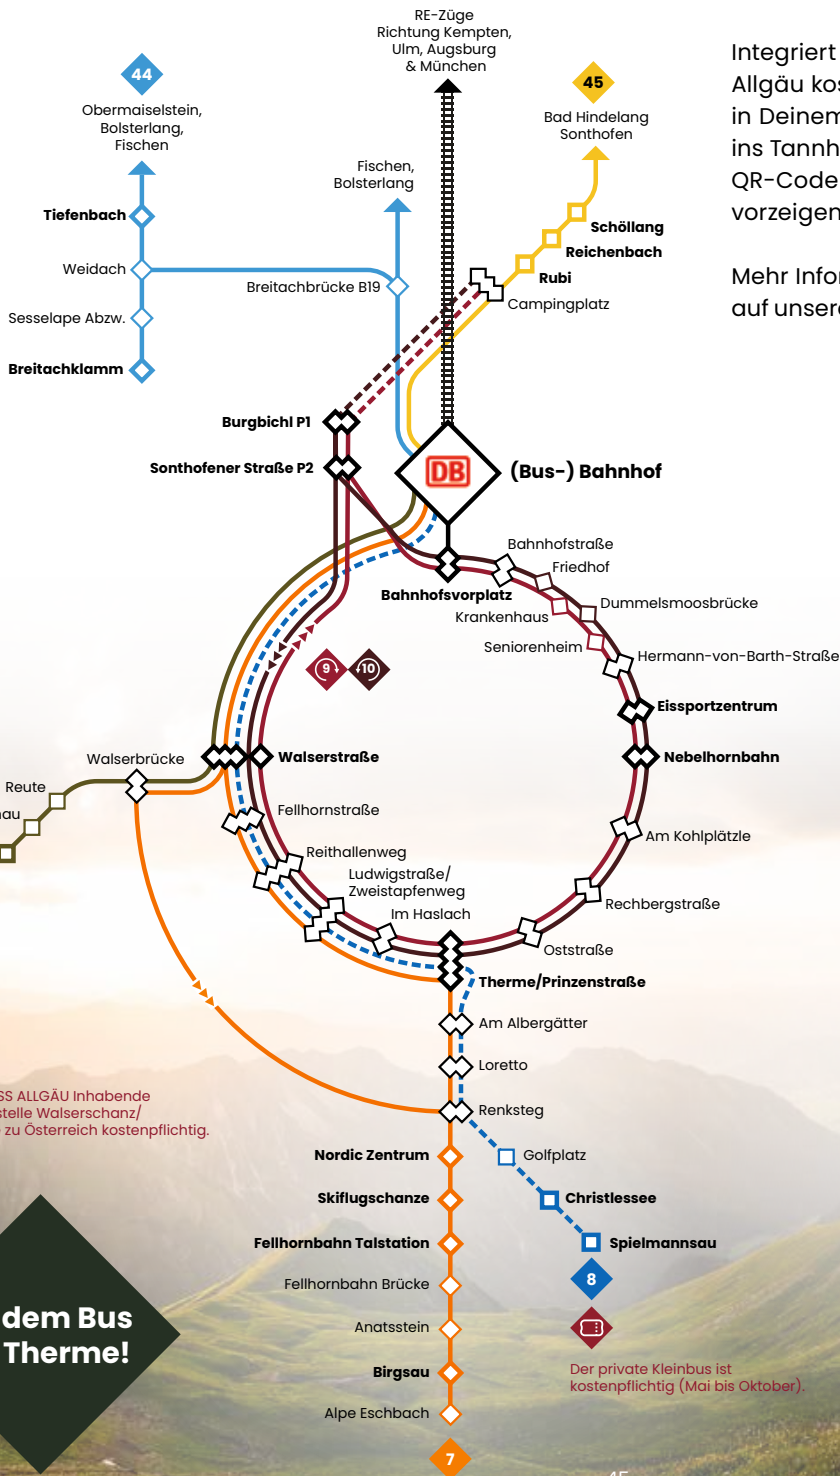 RE-Züge
Richtung Kempten,
Ulm, Augsburg
& München
44
Obermaiselstein,
Bolsterlang,
Fischen
45
Bad Hindelang
Sonthofen
Integriert
Allgäu kos
in Deinem
ins Tannh
QR-Code
vorzeigen
Mehr Infor
auf unsere
Fischen,
Bolsterlang
Tiefenbach
Weidach
Sesselape Abzw.
Breitachklamm
Breitachbrücke B19
Schöllang
Reichenbach
Rubi
Campingplatz
Burgbichl P1
Sonthofener Straße P2
DB
(Bus-) Bahnhof
Bahnhofsvorplatz
Bahnhofstraße
Friedhof
Krankenhaus
Dummelsmoosbrücke
Seniorenheim
Hermann-von-Barth-Straße
9
10
Eissportzentrum
Nebelhornbahn
Walserbrücke
Walserstraße
Reute
au
Fellhornstraße
Reithallenweg
Ludwigstraße/
Zweistapfenweg
Im Haslach
Am Kohlplätzle
Rechbergstraße
Oststraße
Therme/Prinzenstraße
Am Albergätter
Loretto
Renksteg
SS ALLGÄU Inhabende
stelle Walserschanz/
zu Österreich kostenpflichtig.
Nordic Zentrum
Golfplatz
Skiflugschanze
Christlessee
Fellhornbahn Talstation
Spielmannsau
8
Fellhornbahn Brücke
Anatsstein
Birgsau
Alpe Eschbach
7
dem Bus
Therme!
Der private Kleinbus ist
kostenpflichtig (Mai bis Oktober).